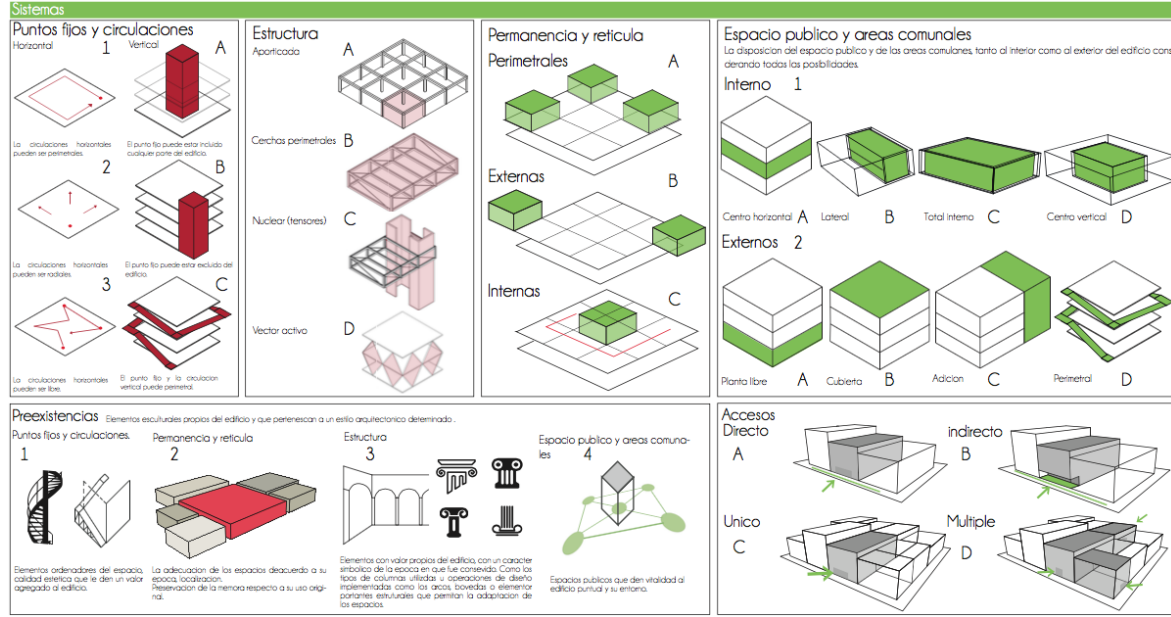 Sistemas
Puntos fijos y circulaciones
Horizontal
1
Vertical
A
La circulaciones horizontales
pueden ser perimetrales.
El punto fijo puede estar incluido
cualquier parte del edificio.
2
B
La circulaciones horizontales
pueden ser radiales.
El punto fijo puede estar excluido del
edificio.
3
C
La circulaciones horizontales
pueden ser libre.
El punto fijo y la circulacion
vertical puede perimetral.
Estructura
Aporticada
A
Cerchas perimetrales
B
Nuclear (tensores)
C
Vector activo
D
Permanencia y reticula
Perimetrales
A
Externas
B
Internas
C
Espacio publico y areas comunales
La disposicion del espacio publico y de las areas comulanes, tanto al interior como al exterior del edificio consi
derando todas las posibilidades.
Interno
1
Centro horizontal
A
Lateral
B
Total interno
C
Centro vertical
D
Externos
2
Planta libre
A
Cubierta
B
Adicion
C
Perimetral
D
Preexistencias
Elementos esculturales propios del edificio y que pertenescan a un estilo arquitectonico determinado .
Puntos fijos y circulaciones.
1
Elementos ordenadores del espacio,
calidad estetica que le den un valor
agregado al edificio.
Permanencia y reticula
2
La adecuacion de los espacios deacuerdo a su
epoca, localizacion.
Preservacion de la memora respecto a su uso origi-
nal.
Estructura
3
Elementos con valor propios del edificio, con un caracter
simbolico de la epoca en que fue consevido. Como los
tipos de columnas utilizdas u operaciones de diseño
implementadas como los arcos, bovedas o elementor
portantes estruturales que permitan la adaptacion de
los espacios.
Espacio publico y areas comuna-
les
4
Espacios publicos que den vitalidad al
edificio puntual y su entorno.
Accesos
Directo
A
indirecto
B
Unico
C
Multiple
D